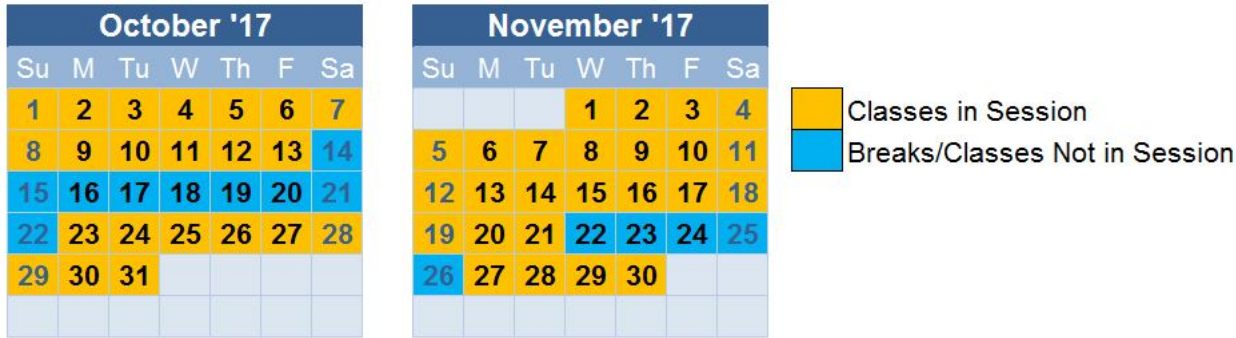 October '17
Su M Tu W Th F Sa
1 2 3 4 5 6 7
8 9 10 11 12 13 14
15 16 17 18 19 20 21
22 23 24 25 26 27 28
29 30 31
November '17
Su M Tu W Th F Sa
1 2 3 4
5 6 7 8 9 10 11
12 13 14 15 16 17 18
19 20 21 22 23 24 25
26 27 28 29 30
Classes in Session
Breaks/Classes Not in Session